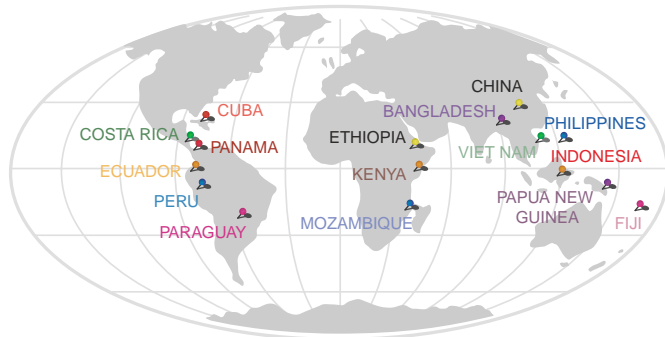 CHINA
CUBA
BANGLADESH
COSTA RICA
ETHIOPIA
PHILIPPINES
PANAMA
VIET NAM
INDONESIA
ECUADOR
KENYA
PERU
PAPUA NEW
GUINEA
MOZAMBIQUE
PARAGUAY
FIJI